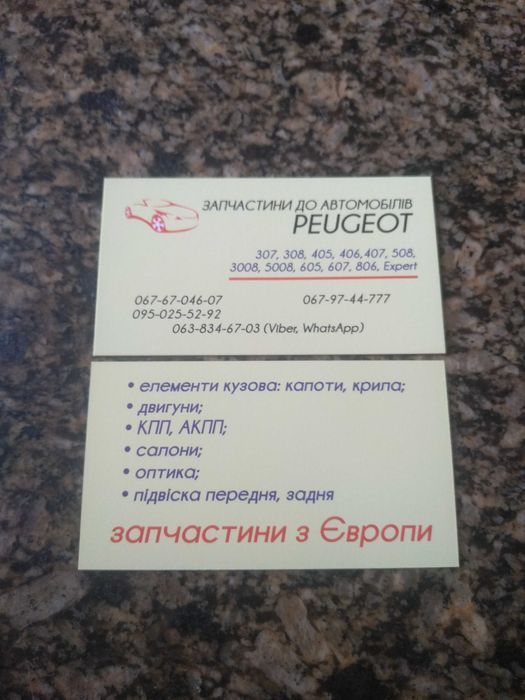 ЗАПЧАСТИНИ ДО АВТОМОБІЛІВ
PEUGEOT
307, 308, 405, 406,407, 508,
3008, 5008, 605, 607, 806, Expert
067-67-046-07 067-97-44-777
095-025-52-92
063-834-67-03 (Viber, WhatsApp)
• елементи кузова: капоти, крила;
• двигуни;
• КПП, АКПП;
• салони;
• оптика;
• підвіска передня, задня
запчастини з Європи